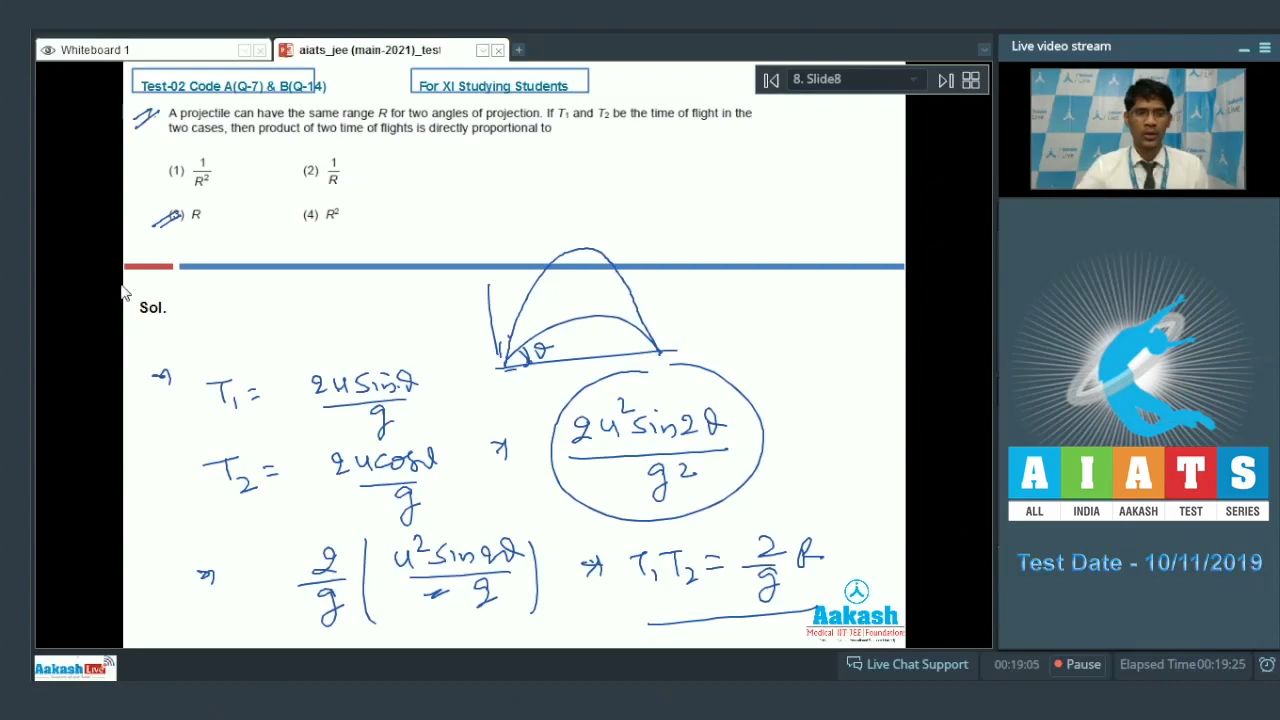 Whiteboard 1
aiats_jee (main-2021)_test
Live video stream
Test-02 Code A(Q-7) & B(Q-14)
For XI Studying Students
8. Slide8
A projectile can have the same range R for two angles of projection. If T₁ and T₂ be the time of flight in the
two cases, then product of two time of flights is directly proportional to
(1) 1/R²
(2) 1/R
(3) R
(4) R²
Sol.
θ
T₁ = 2u sinθ/g
T₂ = 2u cosθ/g
⇒ 2u² sin2θ/g²
⇒ 2/g (u² sin2θ/g) ⇒ T₁T₂ = 2/g R
A I A T S
ALL INDIA AAKASH TEST SERIES
Test Date - 10/11/2019
Aakash
Medical IIT-JEE Foundations
Aakash Live
Live Chat Support
00:19:05
Pause
Elapsed Time 00:19:25